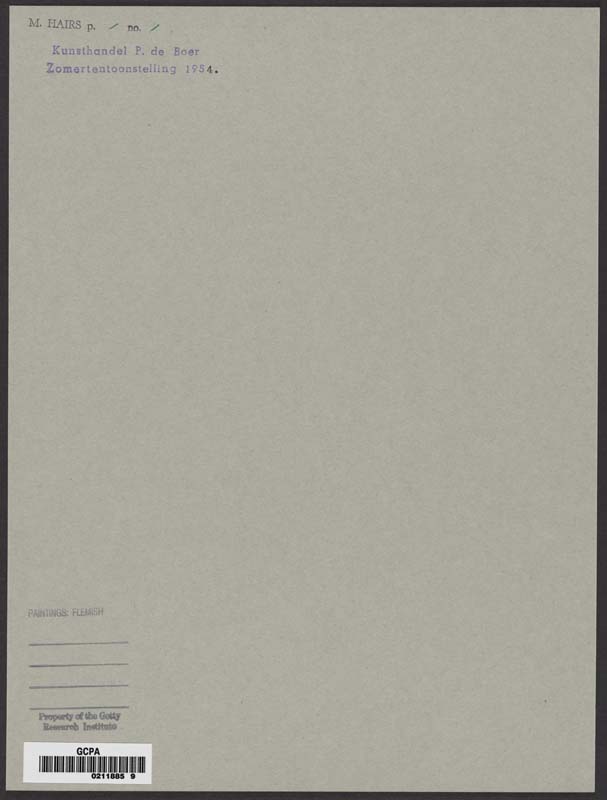 M. HAIRS p. / no. /
Kunsthandel P. de Boer
Zomertentoonstelling 1954.
PAINTINGS: FLEMISH
Property of the Getty
Research Institute
GCPA
0211885 9